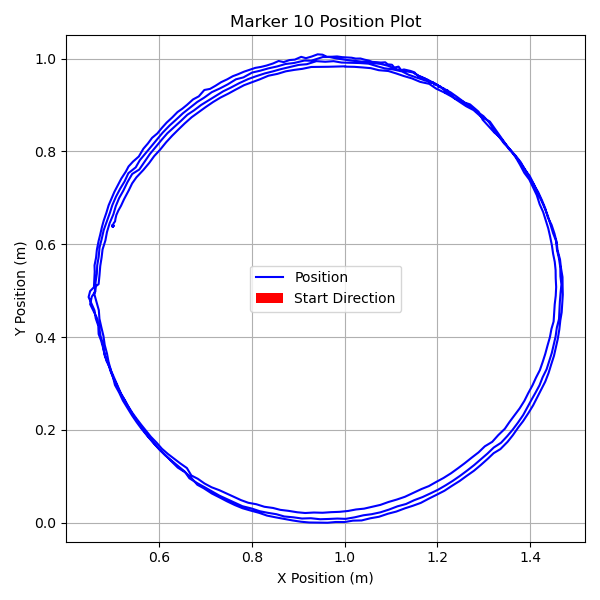 Marker 10 Position Plot
1.0
0.8
0.6
0.4
0.2
0.0
Y Position (m)
Position
Start Direction
0.6 0.8 1.0 1.2 1.4
X Position (m)